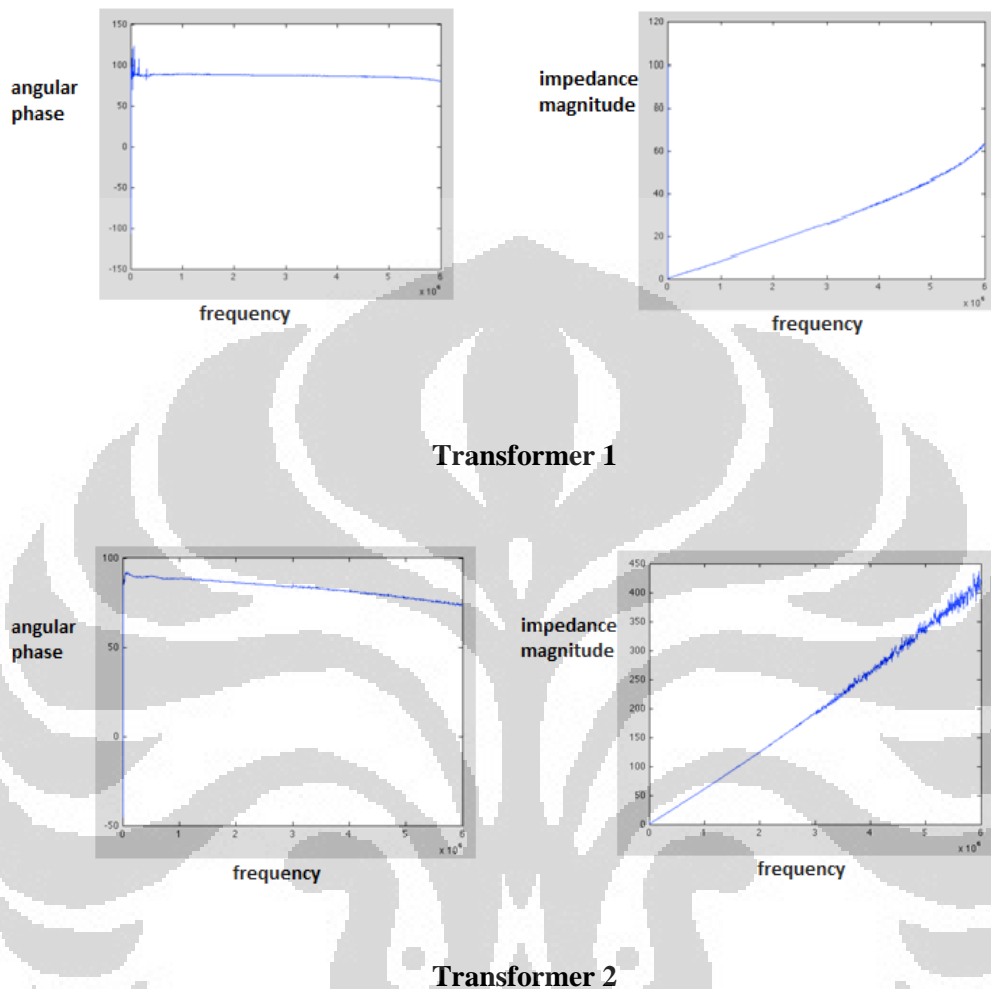 150
100
50
0
-50
-100
-150
0 1 2 3 4 5 6
x 10⁶
angular
phase
frequency
120
100
80
60
40
20
0
0 1 2 3 4 5 6
x 10⁶
impedance
magnitude
frequency
Transformer 1
100
50
0
-50
0 1 2 3 4 5 6
x 10⁶
angular
phase
frequency
450
400
350
300
250
200
150
100
50
0
0 1 2 3 4 5 6
x 10⁶
impedance
magnitude
frequency
Transformer 2